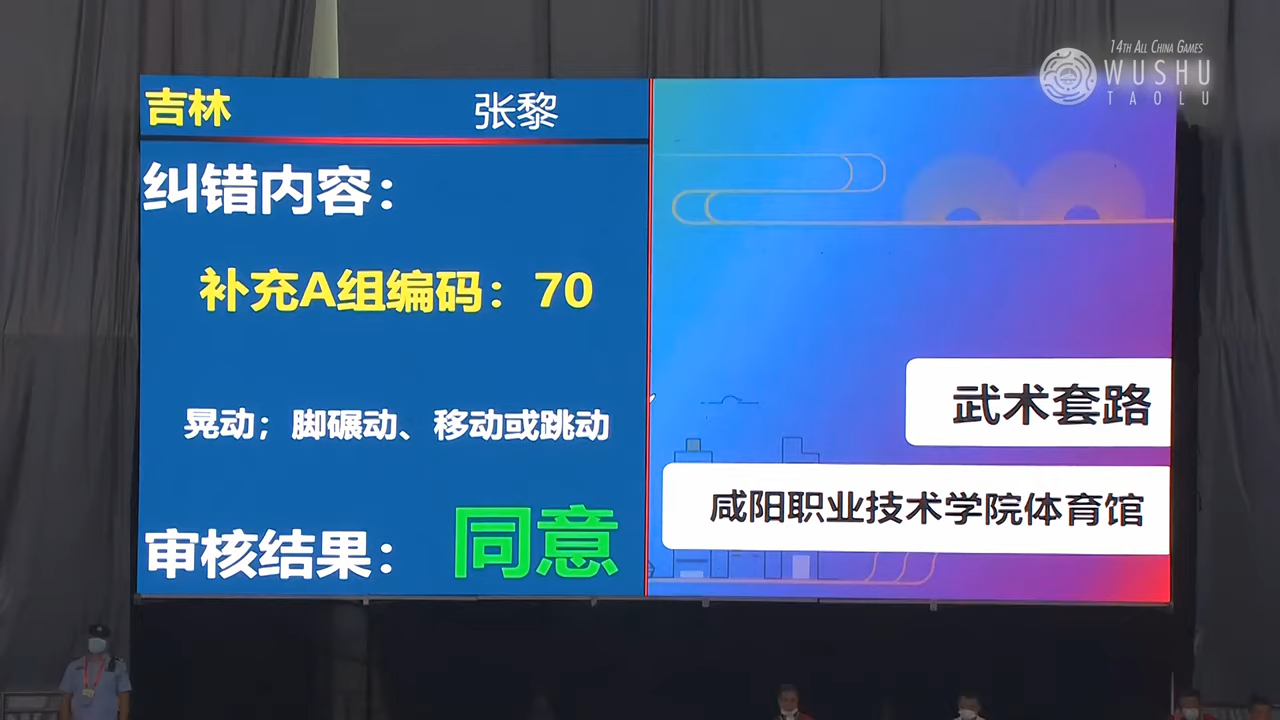 14TH ALL CHINA GAMES
WUSHU
TAOLU
吉林 张黎
纠错内容：
补充A组编码：70
晃动；脚碾动、移动或跳动
审核结果：同意
武术套路
咸阳职业技术学院体育馆